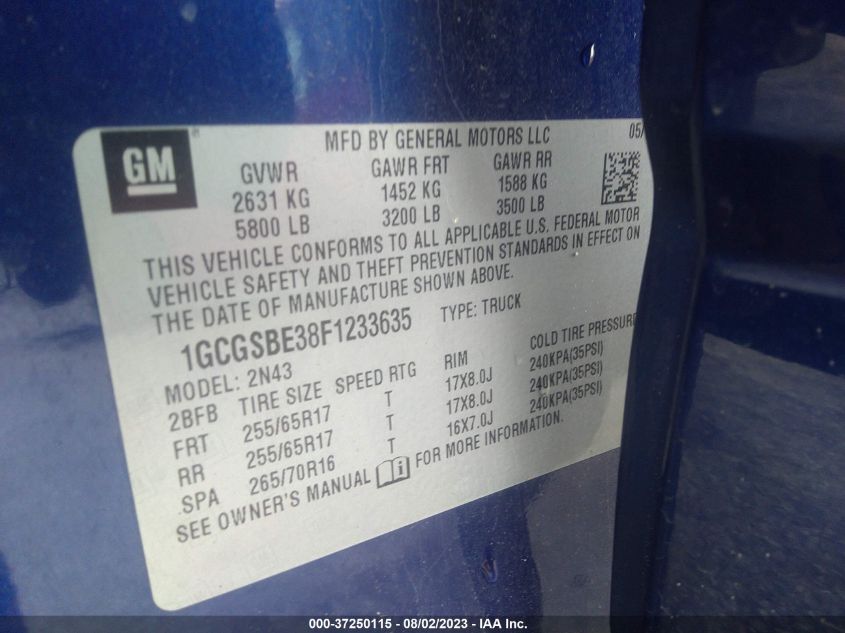 GM
MFD BY GENERAL MOTORS LLC 05/
GVWR GAWR FRT GAWR RR
2631 KG 1452 KG 1588 KG
5800 LB 3200 LB 3500 LB
THIS VEHICLE CONFORMS TO ALL APPLICABLE U.S. FEDERAL MOTOR
VEHICLE SAFETY AND THEFT PREVENTION STANDARDS IN EFFECT ON
THE DATE OF MANUFACTURE SHOWN ABOVE.
1GCGSBE38F1233635 TYPE: TRUCK
MODEL: 2N43
2BFB TIRE SIZE SPEED RTG RIM COLD TIRE PRESSURE
FRT 255/65R17 T 17X8.0J 240KPA(35PSI)
RR 255/65R17 T 17X8.0J 240KPA(35PSI)
SPA 265/70R16 T 16X7.0J 240KPA(35PSI)
SEE OWNER'S MANUAL FOR MORE INFORMATION.
000-37250115 - 08/02/2023 - IAA Inc.